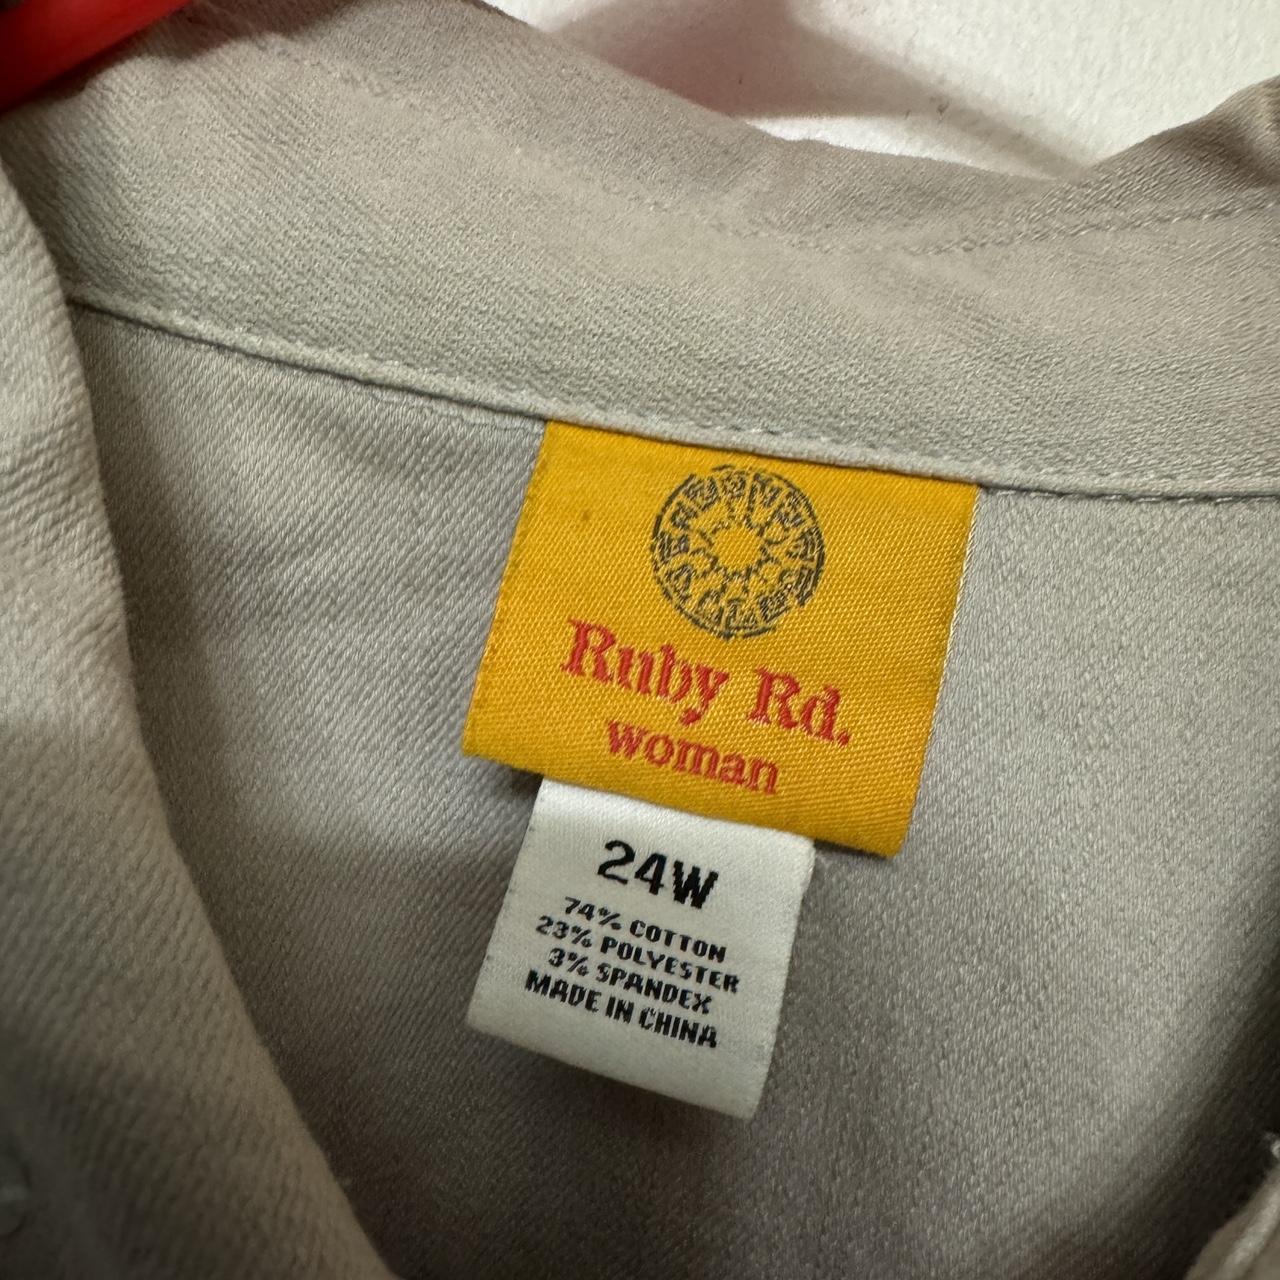 Ruby Rd.
woman
24W
74% COTTON
23% POLYESTER
3% SPANDEX
MADE IN CHINA